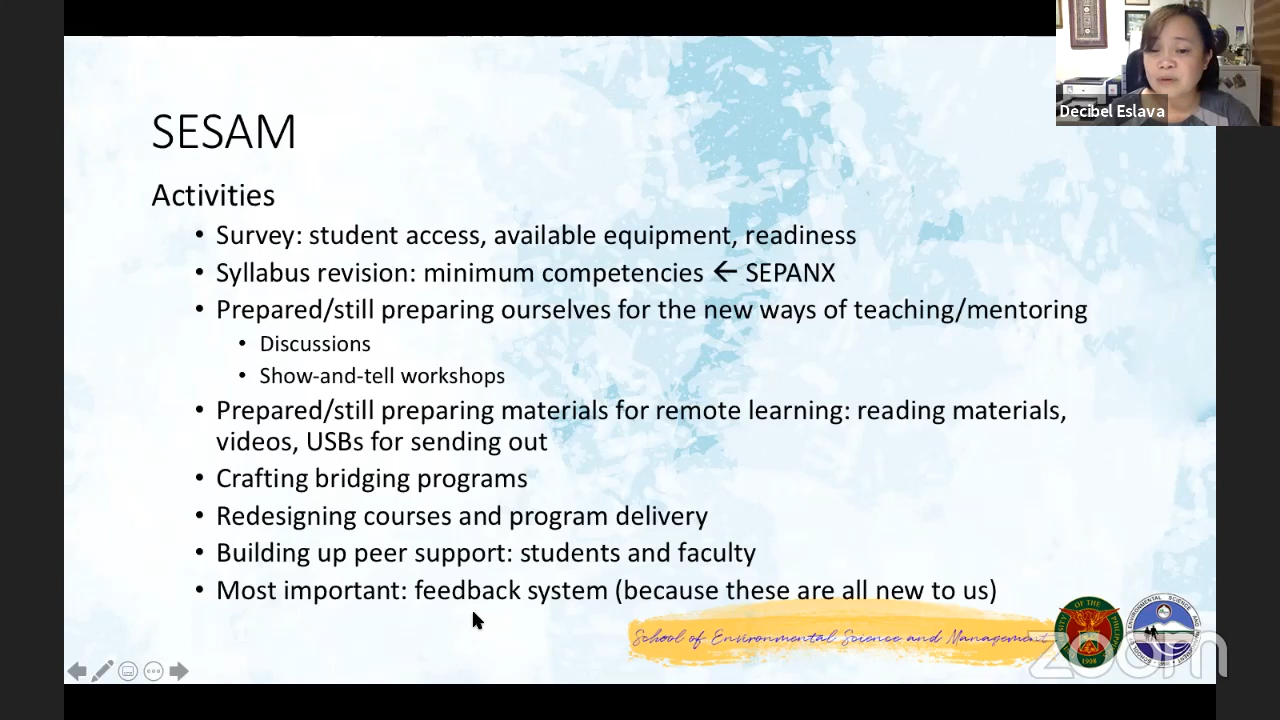 Decibel Eslava
SESAM
Activities
• Survey: student access, available equipment, readiness
• Syllabus revision: minimum competencies ← SEPANX
• Prepared/still preparing ourselves for the new ways of teaching/mentoring
• Discussions
• Show-and-tell workshops
• Prepared/still preparing materials for remote learning: reading materials,
videos, USBs for sending out
• Crafting bridging programs
• Redesigning courses and program delivery
• Building up peer support: students and faculty
• Most important: feedback system (because these are all new to us)
School of Environmental Science and Management
1908
zoom